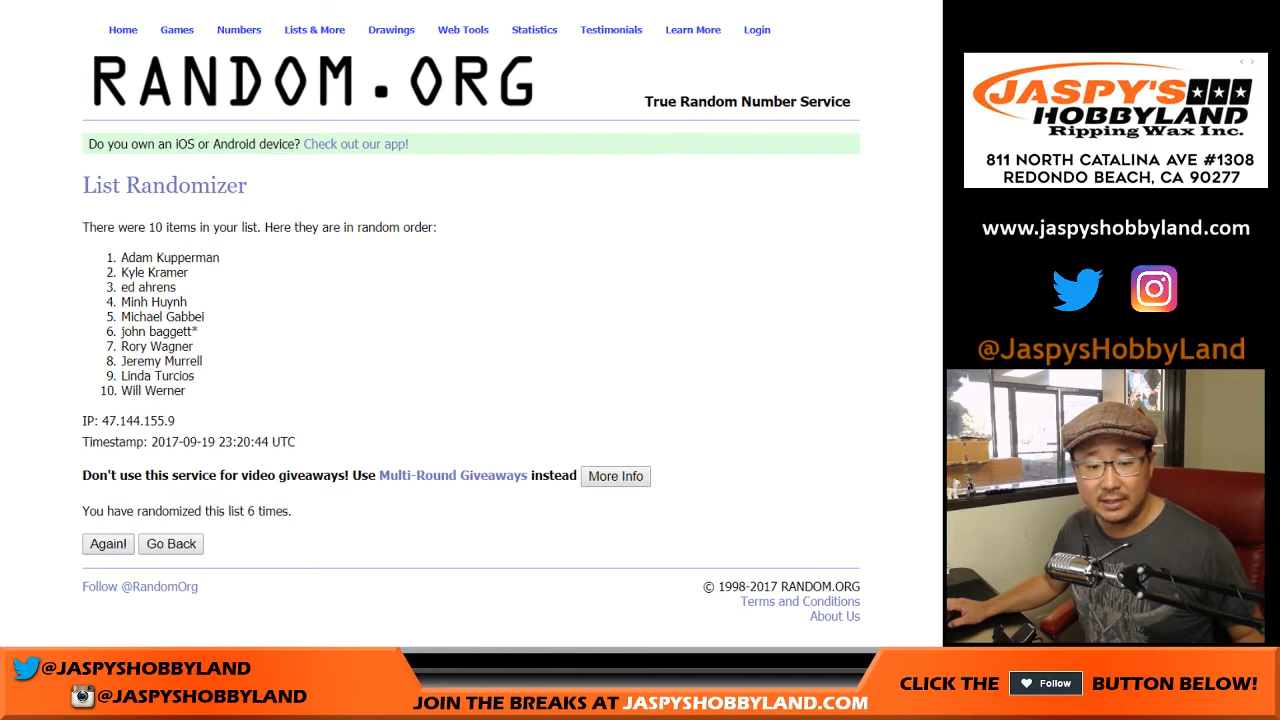 Home Games Numbers Lists & More Drawings Web Tools Statistics Testimonials Learn More Login
RANDOM.ORG
True Random Number Service
Do you own an iOS or Android device? Check out our app!
List Randomizer
There were 10 items in your list. Here they are in random order:
1. Adam Kupperman
2. Kyle Kramer
3. ed ahrens
4. Minh Huynh
5. Michael Gabbei
6. john baggett*
7. Rory Wagner
8. Jeremy Murrell
9. Linda Turcios
10. Will Werner
IP: 47.144.155.9
Timestamp: 2017-09-19 23:20:44 UTC
Don't use this service for video giveaways! Use Multi-Round Giveaways instead More Info
You have randomized this list 6 times.
Again! Go Back
Follow @RandomOrg
© 1998-2017 RANDOM.ORG
Terms and Conditions
About Us
JASPY'S
HOBBYLAND
Ripping Wax Inc.
811 NORTH CATALINA AVE #1308
REDONDO BEACH, CA 90277
www.jaspyshobbyland.com
@JaspysHobbyLand
@JASPYSHOBBYLAND
@JASPYSHOBBYLAND
JOIN THE BREAKS AT JASPYSHOBBYLAND.COM
CLICK THE Follow BUTTON BELOW!